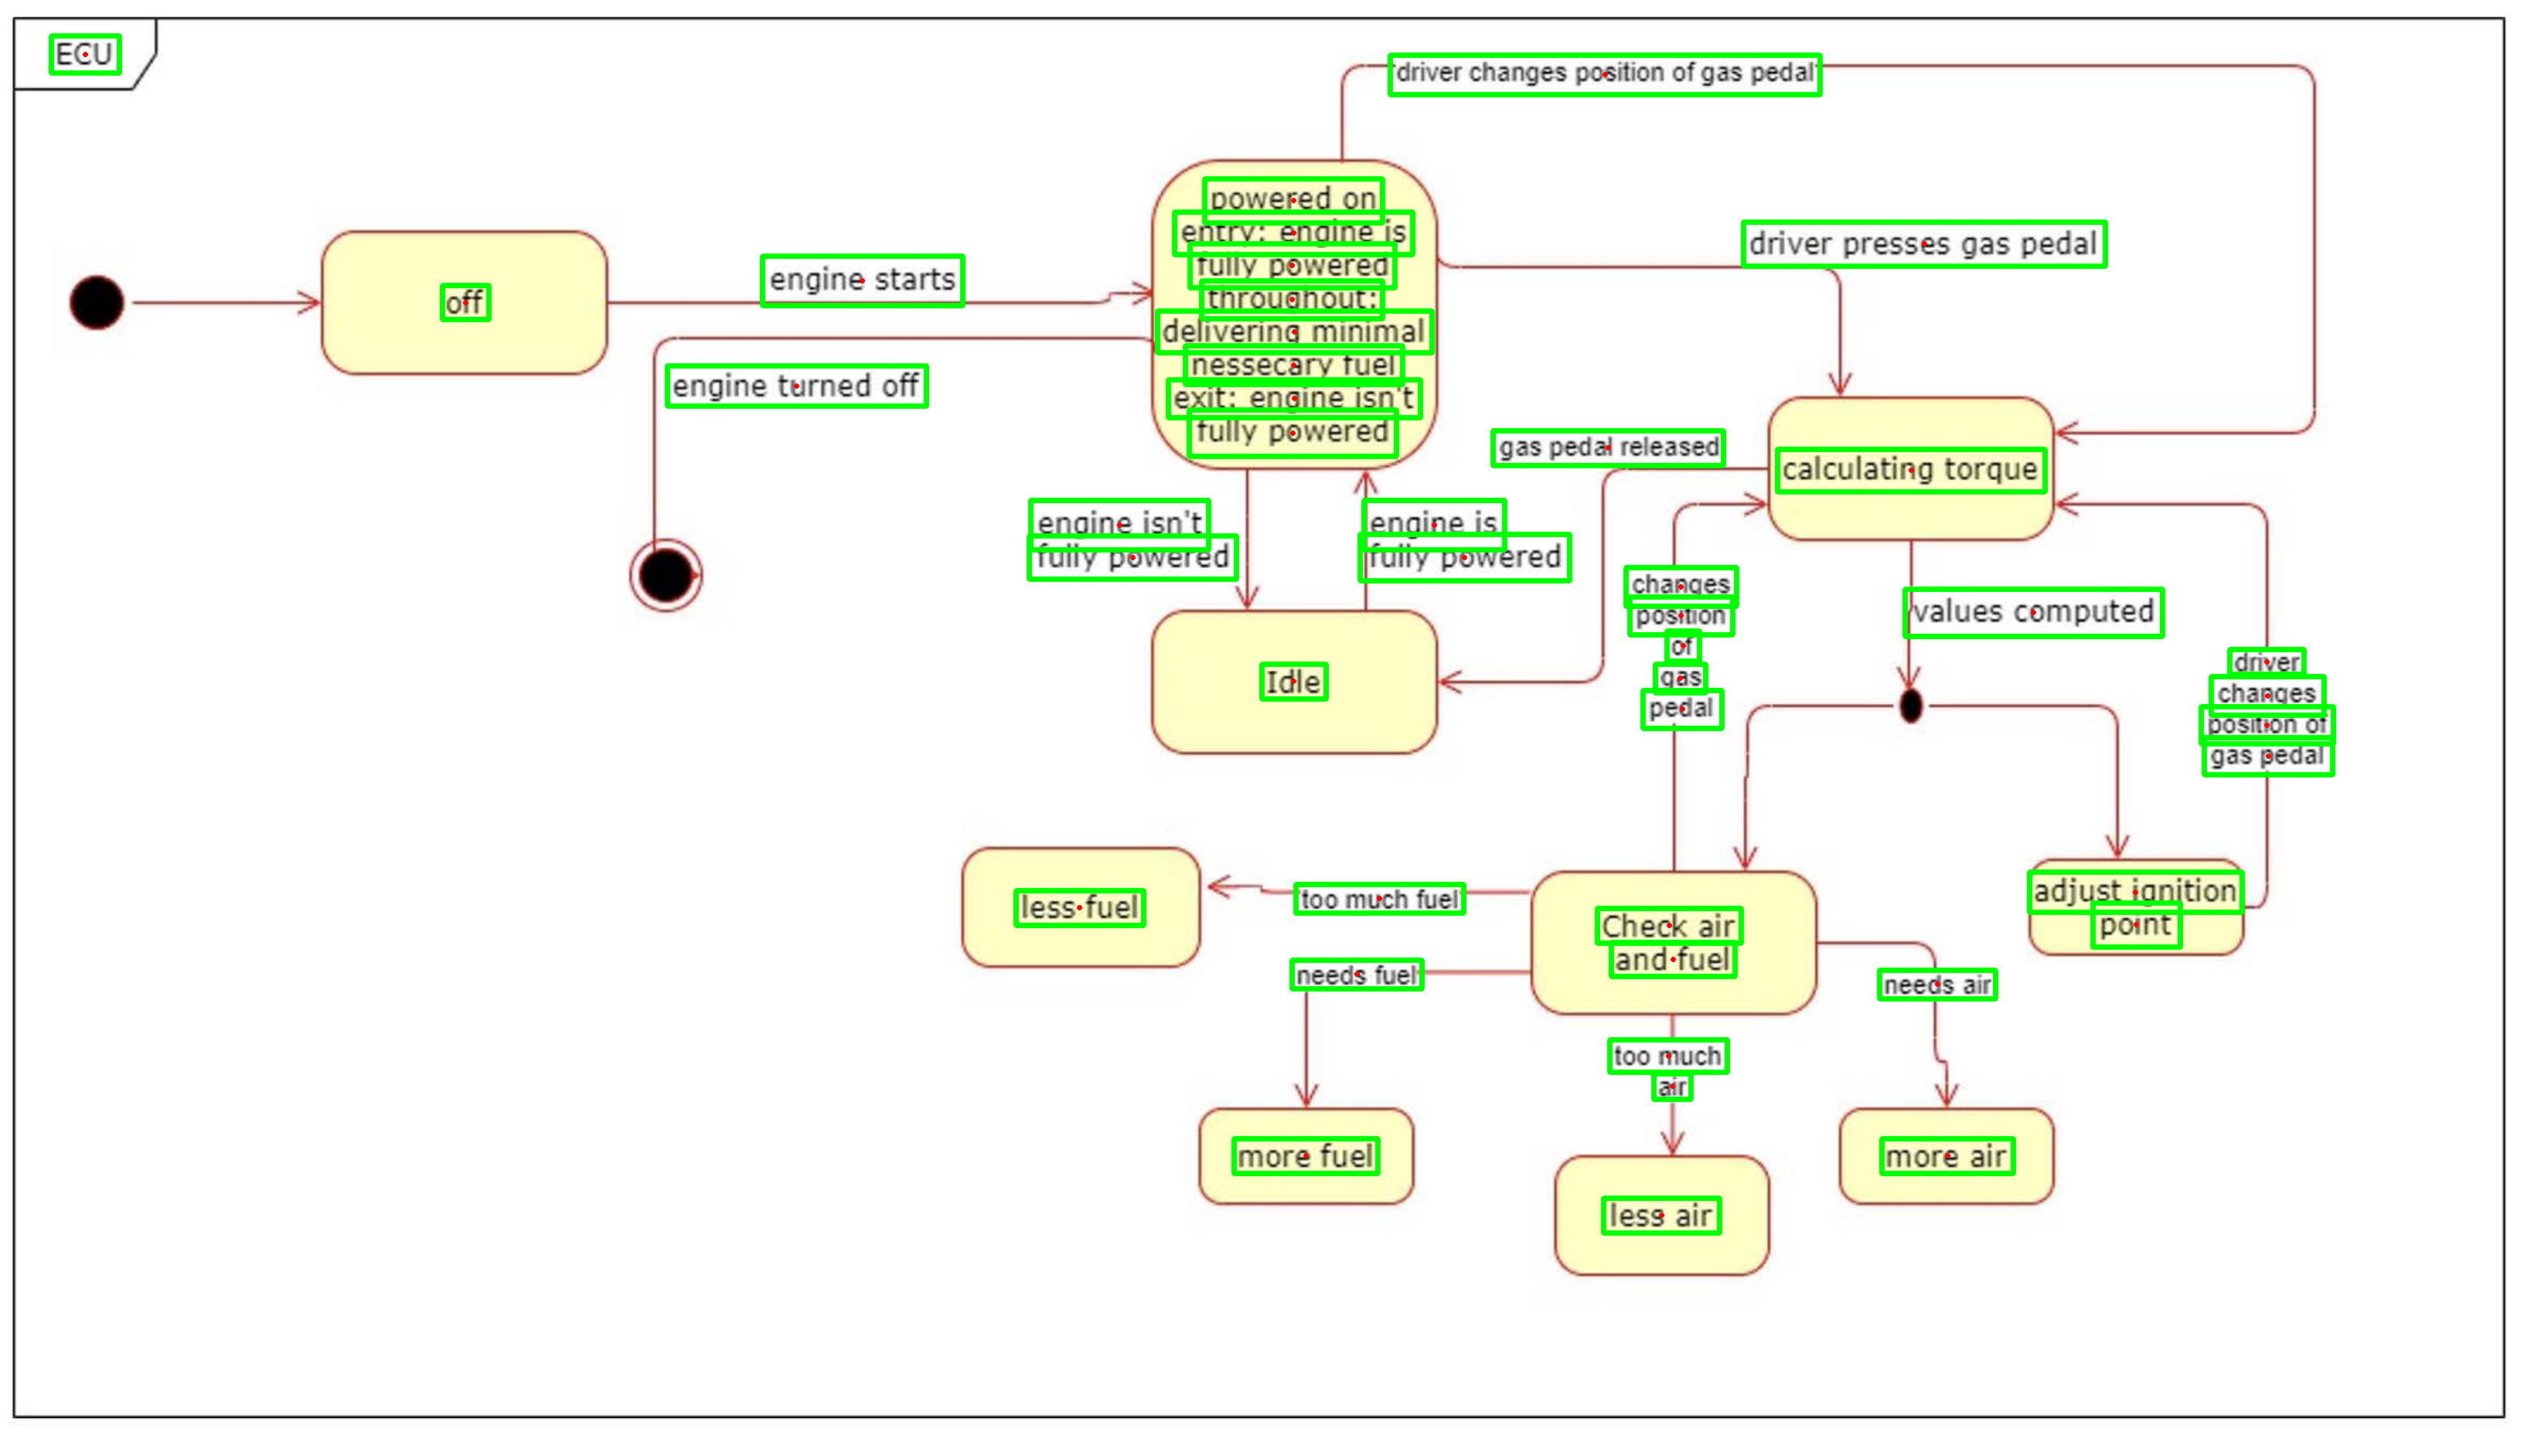 ECU
driver changes position of gas pedal
powered on
entry: engine is
fully powered
throughout:
delivering minimal
nessecary fuel
exit: engine isn't
fully powered
driver presses gas pedal
engine starts
off
engine turned off
gas pedal released
calculating torque
engine isn't
fully powered
engine is
fully powered
changes
position
of
gas
pedal
values computed
Idle
driver
changes
position of
gas pedal
less fuel
too much fuel
Check air
and fuel
adjust ignition
point
needs fuel
needs air
too much
air
more fuel
less air
more air